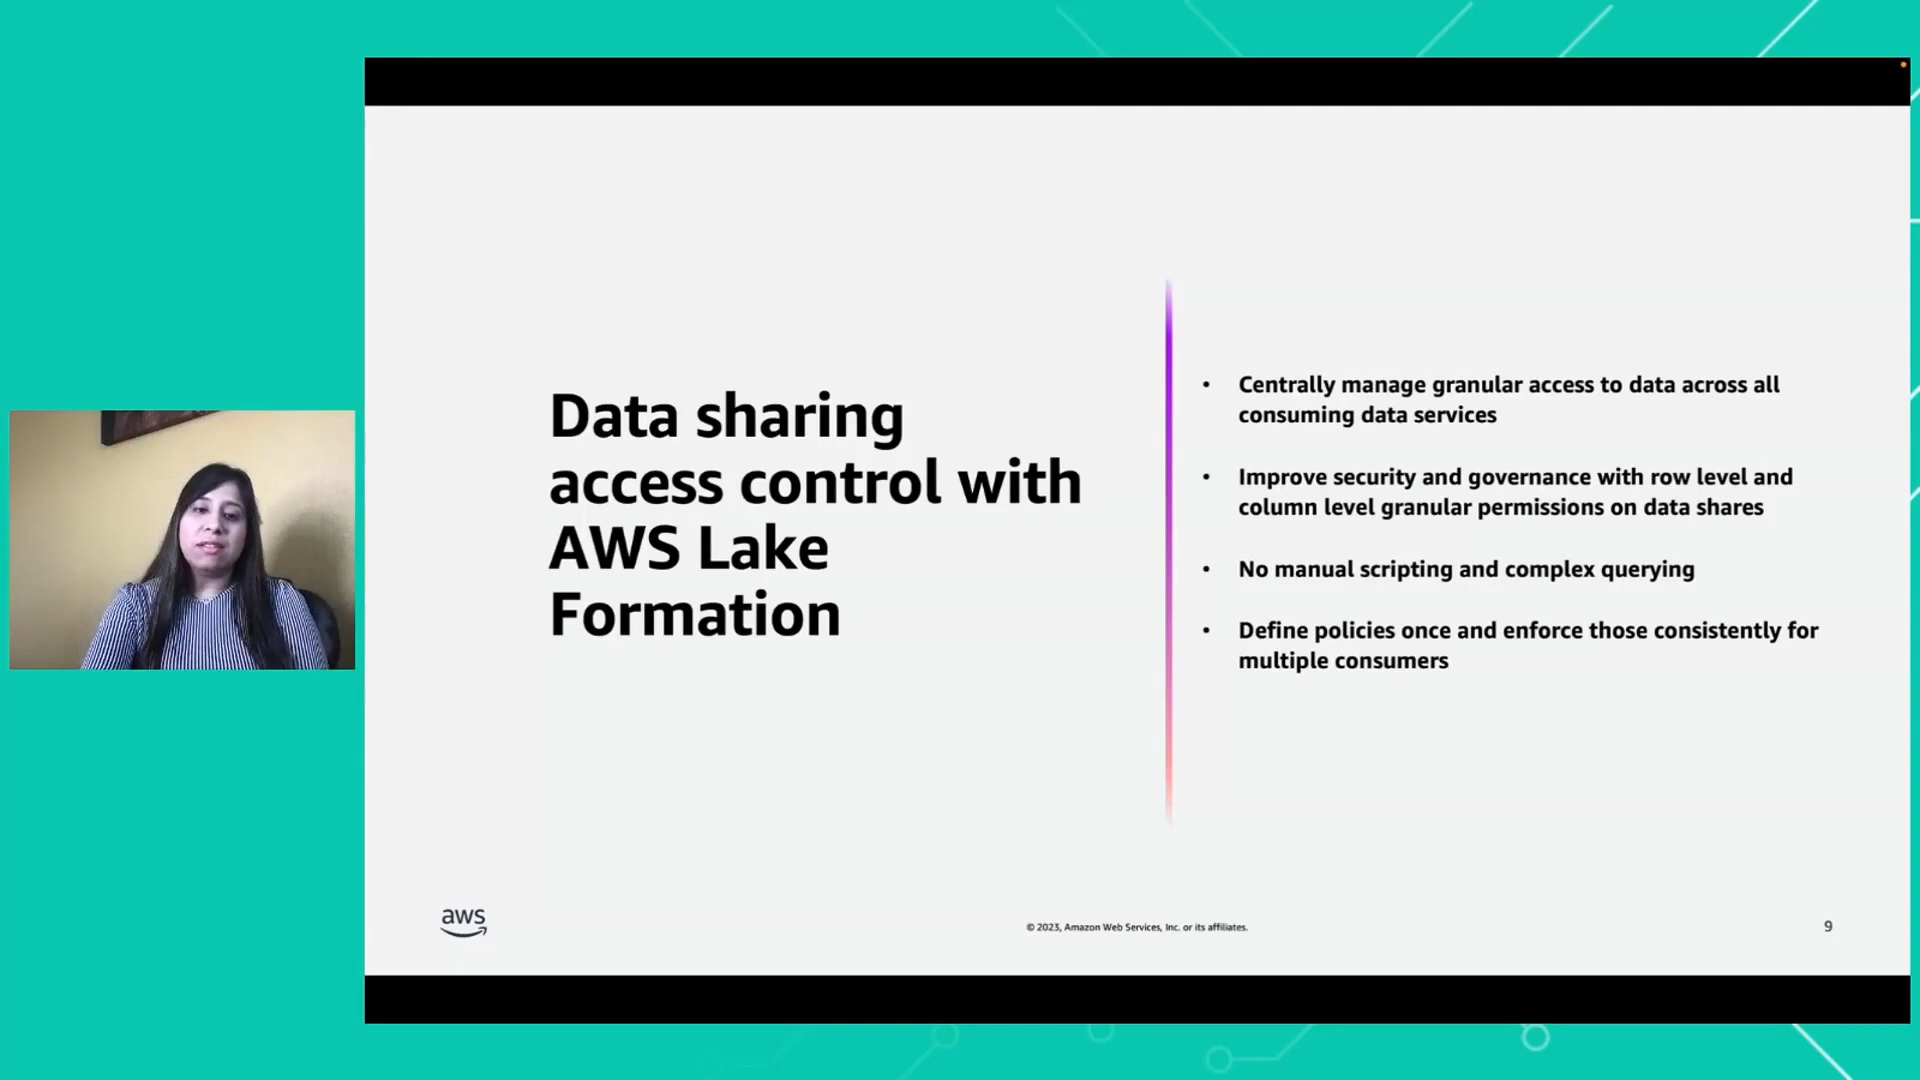 Data sharing
access control with
AWS Lake
Formation
• Centrally manage granular access to data across all
consuming data services
• Improve security and governance with row level and
column level granular permissions on data shares
• No manual scripting and complex querying
• Define policies once and enforce those consistently for
multiple consumers
aws
© 2023, Amazon Web Services, Inc. or its affiliates.
9